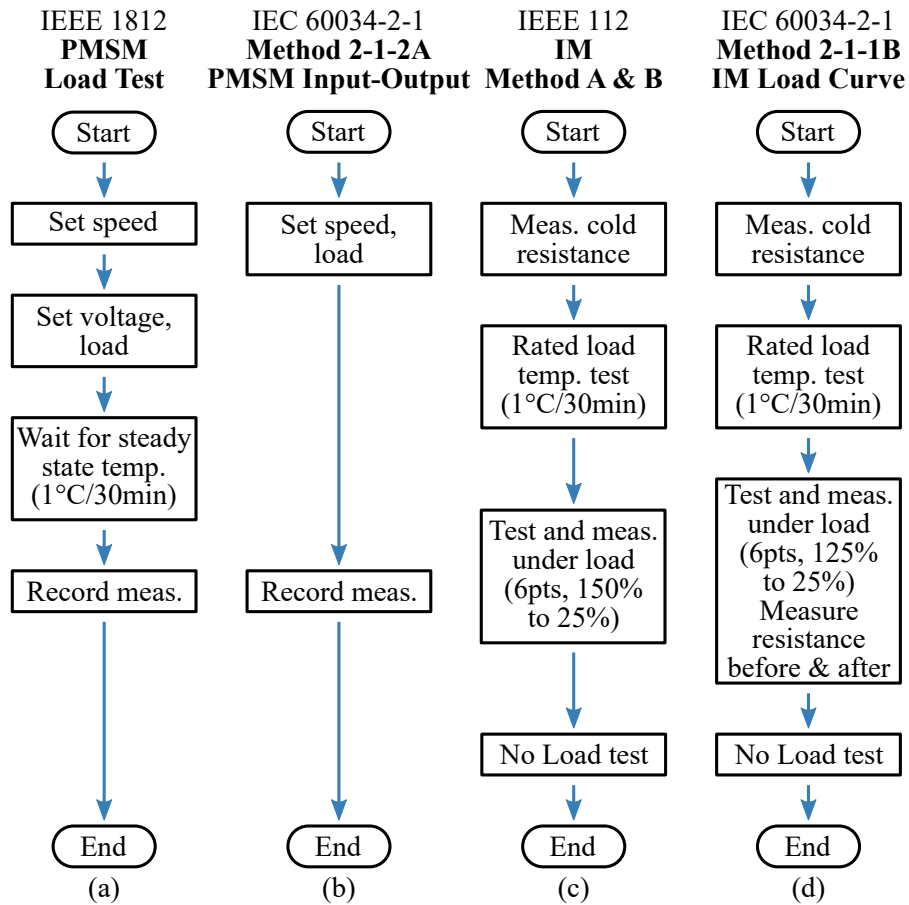 IEEE 1812
PMSM
Load Test
Start
Set speed
Set voltage,
load
Wait for steady
state temp.
(1°C/30min)
Record meas.
End
(a)
IEC 60034-2-1
Method 2-1-2A
PMSM Input-Output
Start
Set speed,
load
Record meas.
End
(b)
IEEE 112
IM
Method A & B
Start
Meas. cold
resistance
Rated load
temp. test
(1°C/30min)
Test and meas.
under load
(6pts, 150%
to 25%)
No Load test
End
(c)
IEC 60034-2-1
Method 2-1-1B
IM Load Curve
Start
Meas. cold
resistance
Rated load
temp. test
(1°C/30min)
Test and meas.
under load
(6pts, 125%
to 25%)
Measure
resistance
before & after
No Load test
End
(d)